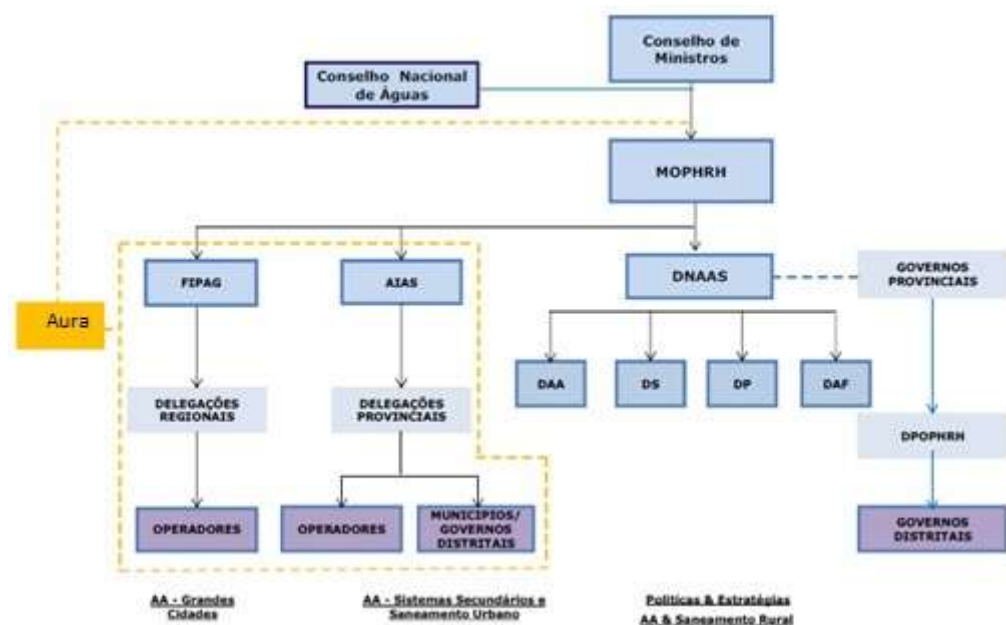 Conselho de
Ministros
Conselho Nacional
de Águas
MOPHRH
FIPAG
AIAS
DNAAS
GOVERNOS
PROVINCIAIS
Aura
DAA
DS
DP
DAF
DELEGAÇÕES
REGIONAIS
DELEGAÇÕES
PROVINCIAIS
DPOPHRH
OPERADORES
OPERADORES
MUNICIPIOS/
GOVERNOS
DISTRITAIS
GOVERNOS
DISTRITAIS
AA - Grandes
Cidades
AA - Sistemas Secundários e
Saneamento Urbano
Políticas & Estratégias
AA & Saneamento Rural